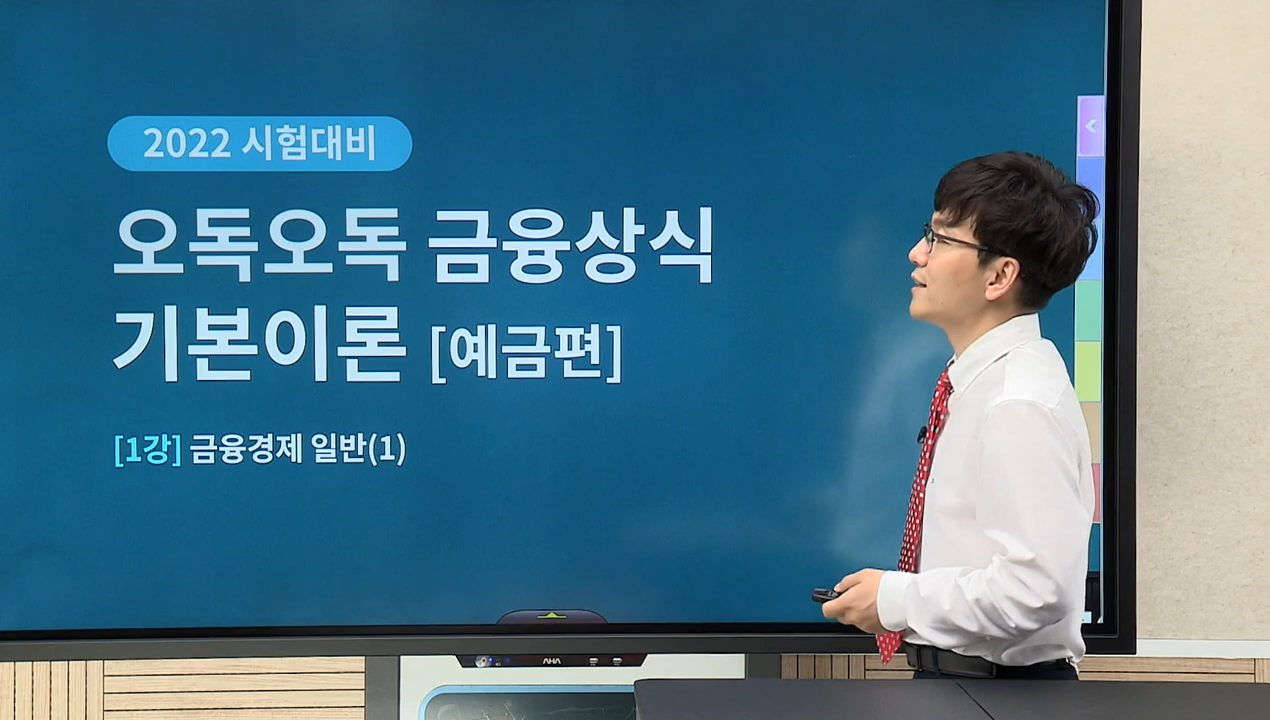 2022 시험대비
오독오독 금융상식
기본이론 [예금편]
[1강] 금융경제 일반(1)
AHA